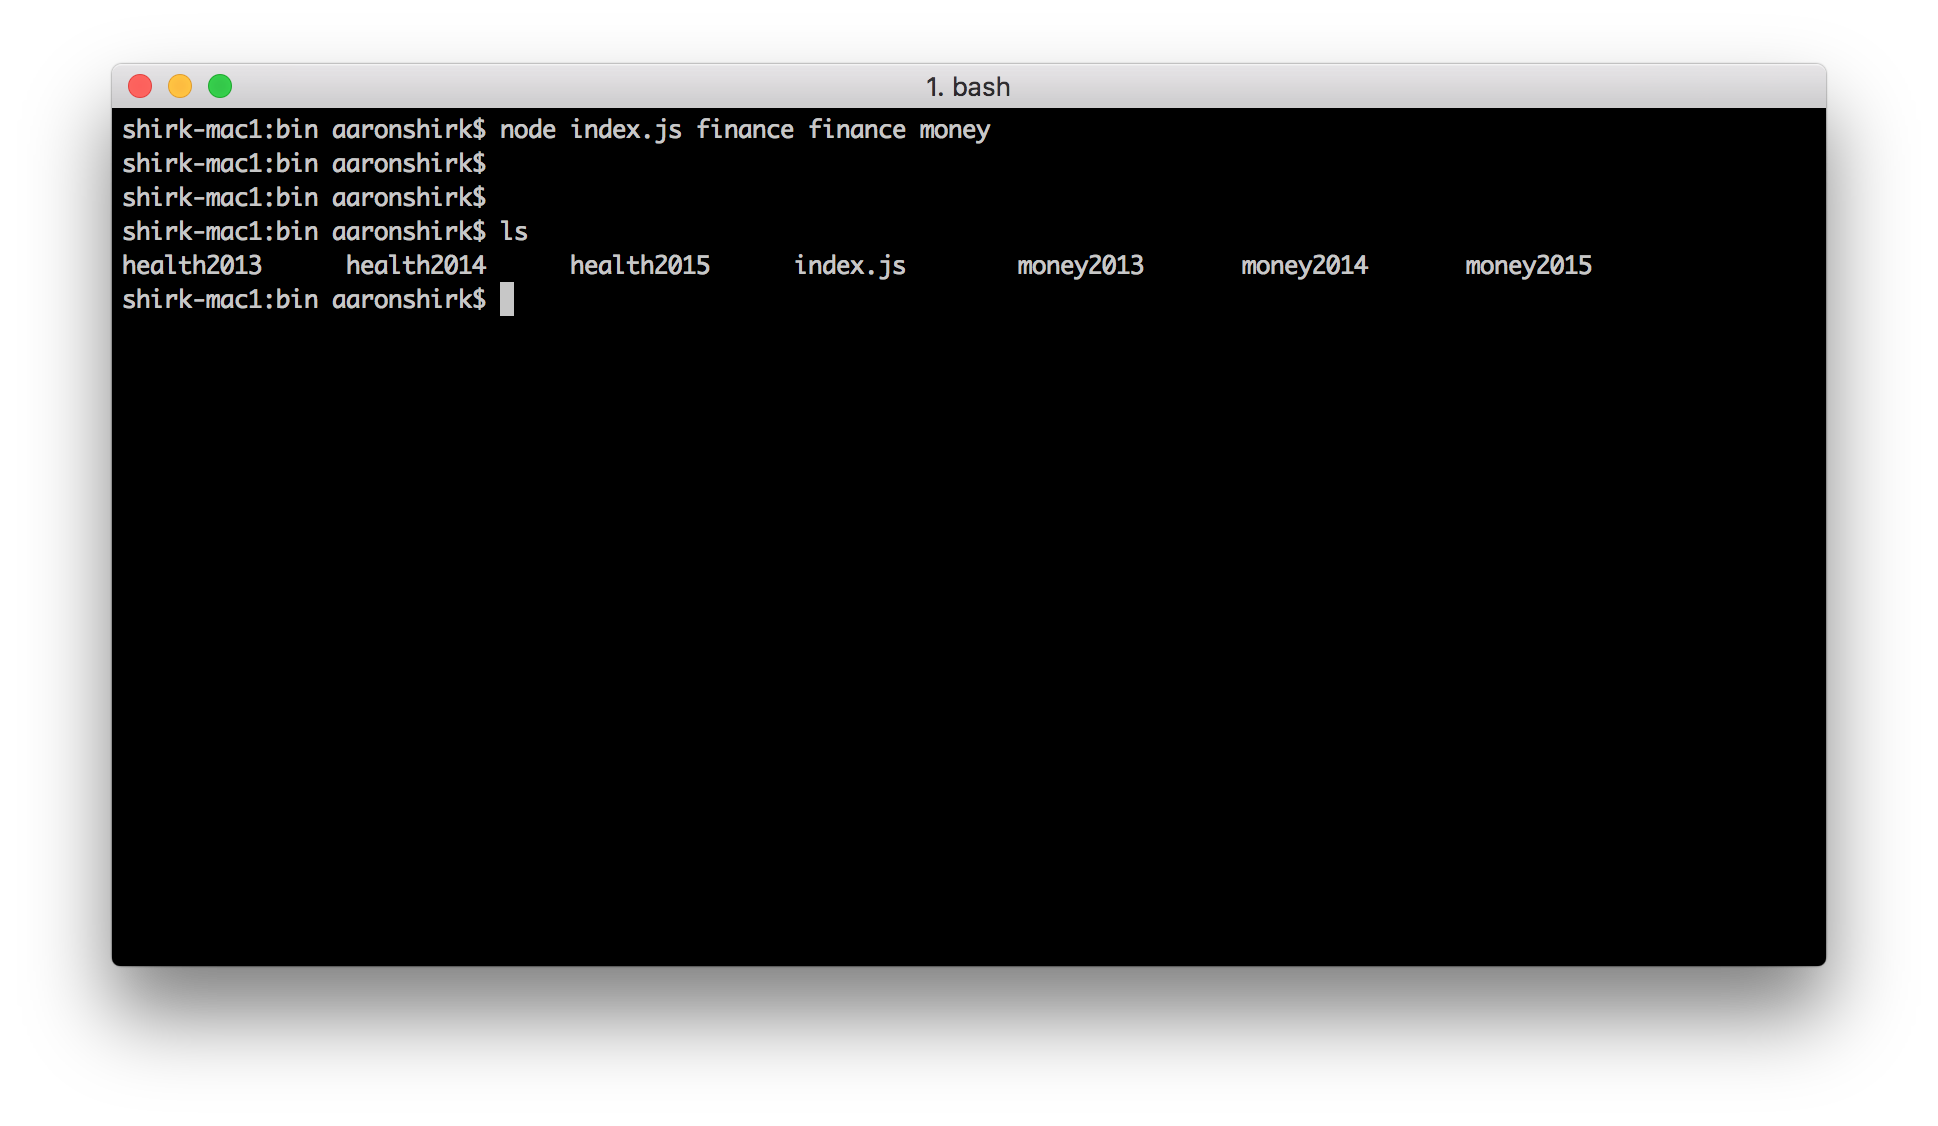 1. bash
shirk-mac1:bin aaronshirk$ node index.js finance finance money
shirk-mac1:bin aaronshirk$
shirk-mac1:bin aaronshirk$
shirk-mac1:bin aaronshirk$ ls
health2013 health2014 health2015 index.js money2013 money2014 money2015
shirk-mac1:bin aaronshirk$